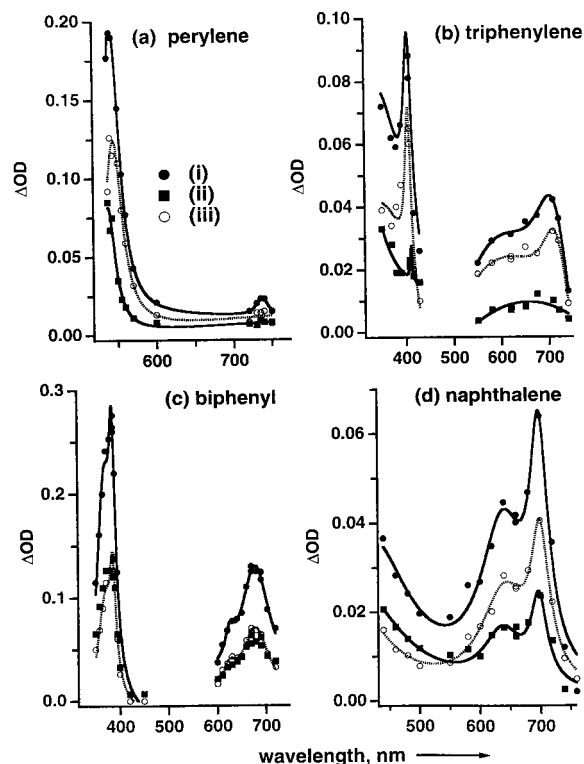 (a) perylene
0.20
0.15
0.10
0.05
0.00
ΔOD
600
700
(i)
(ii)
(iii)
(b) triphenylene
0.10
0.08
0.06
0.04
0.02
0.00
ΔOD
400
500
600
700
(c) biphenyl
0.3
0.2
0.1
0.0
ΔOD
400
500
600
700
(d) naphthalene
0.06
0.04
0.02
0.00
ΔOD
500
600
700
wavelength, nm